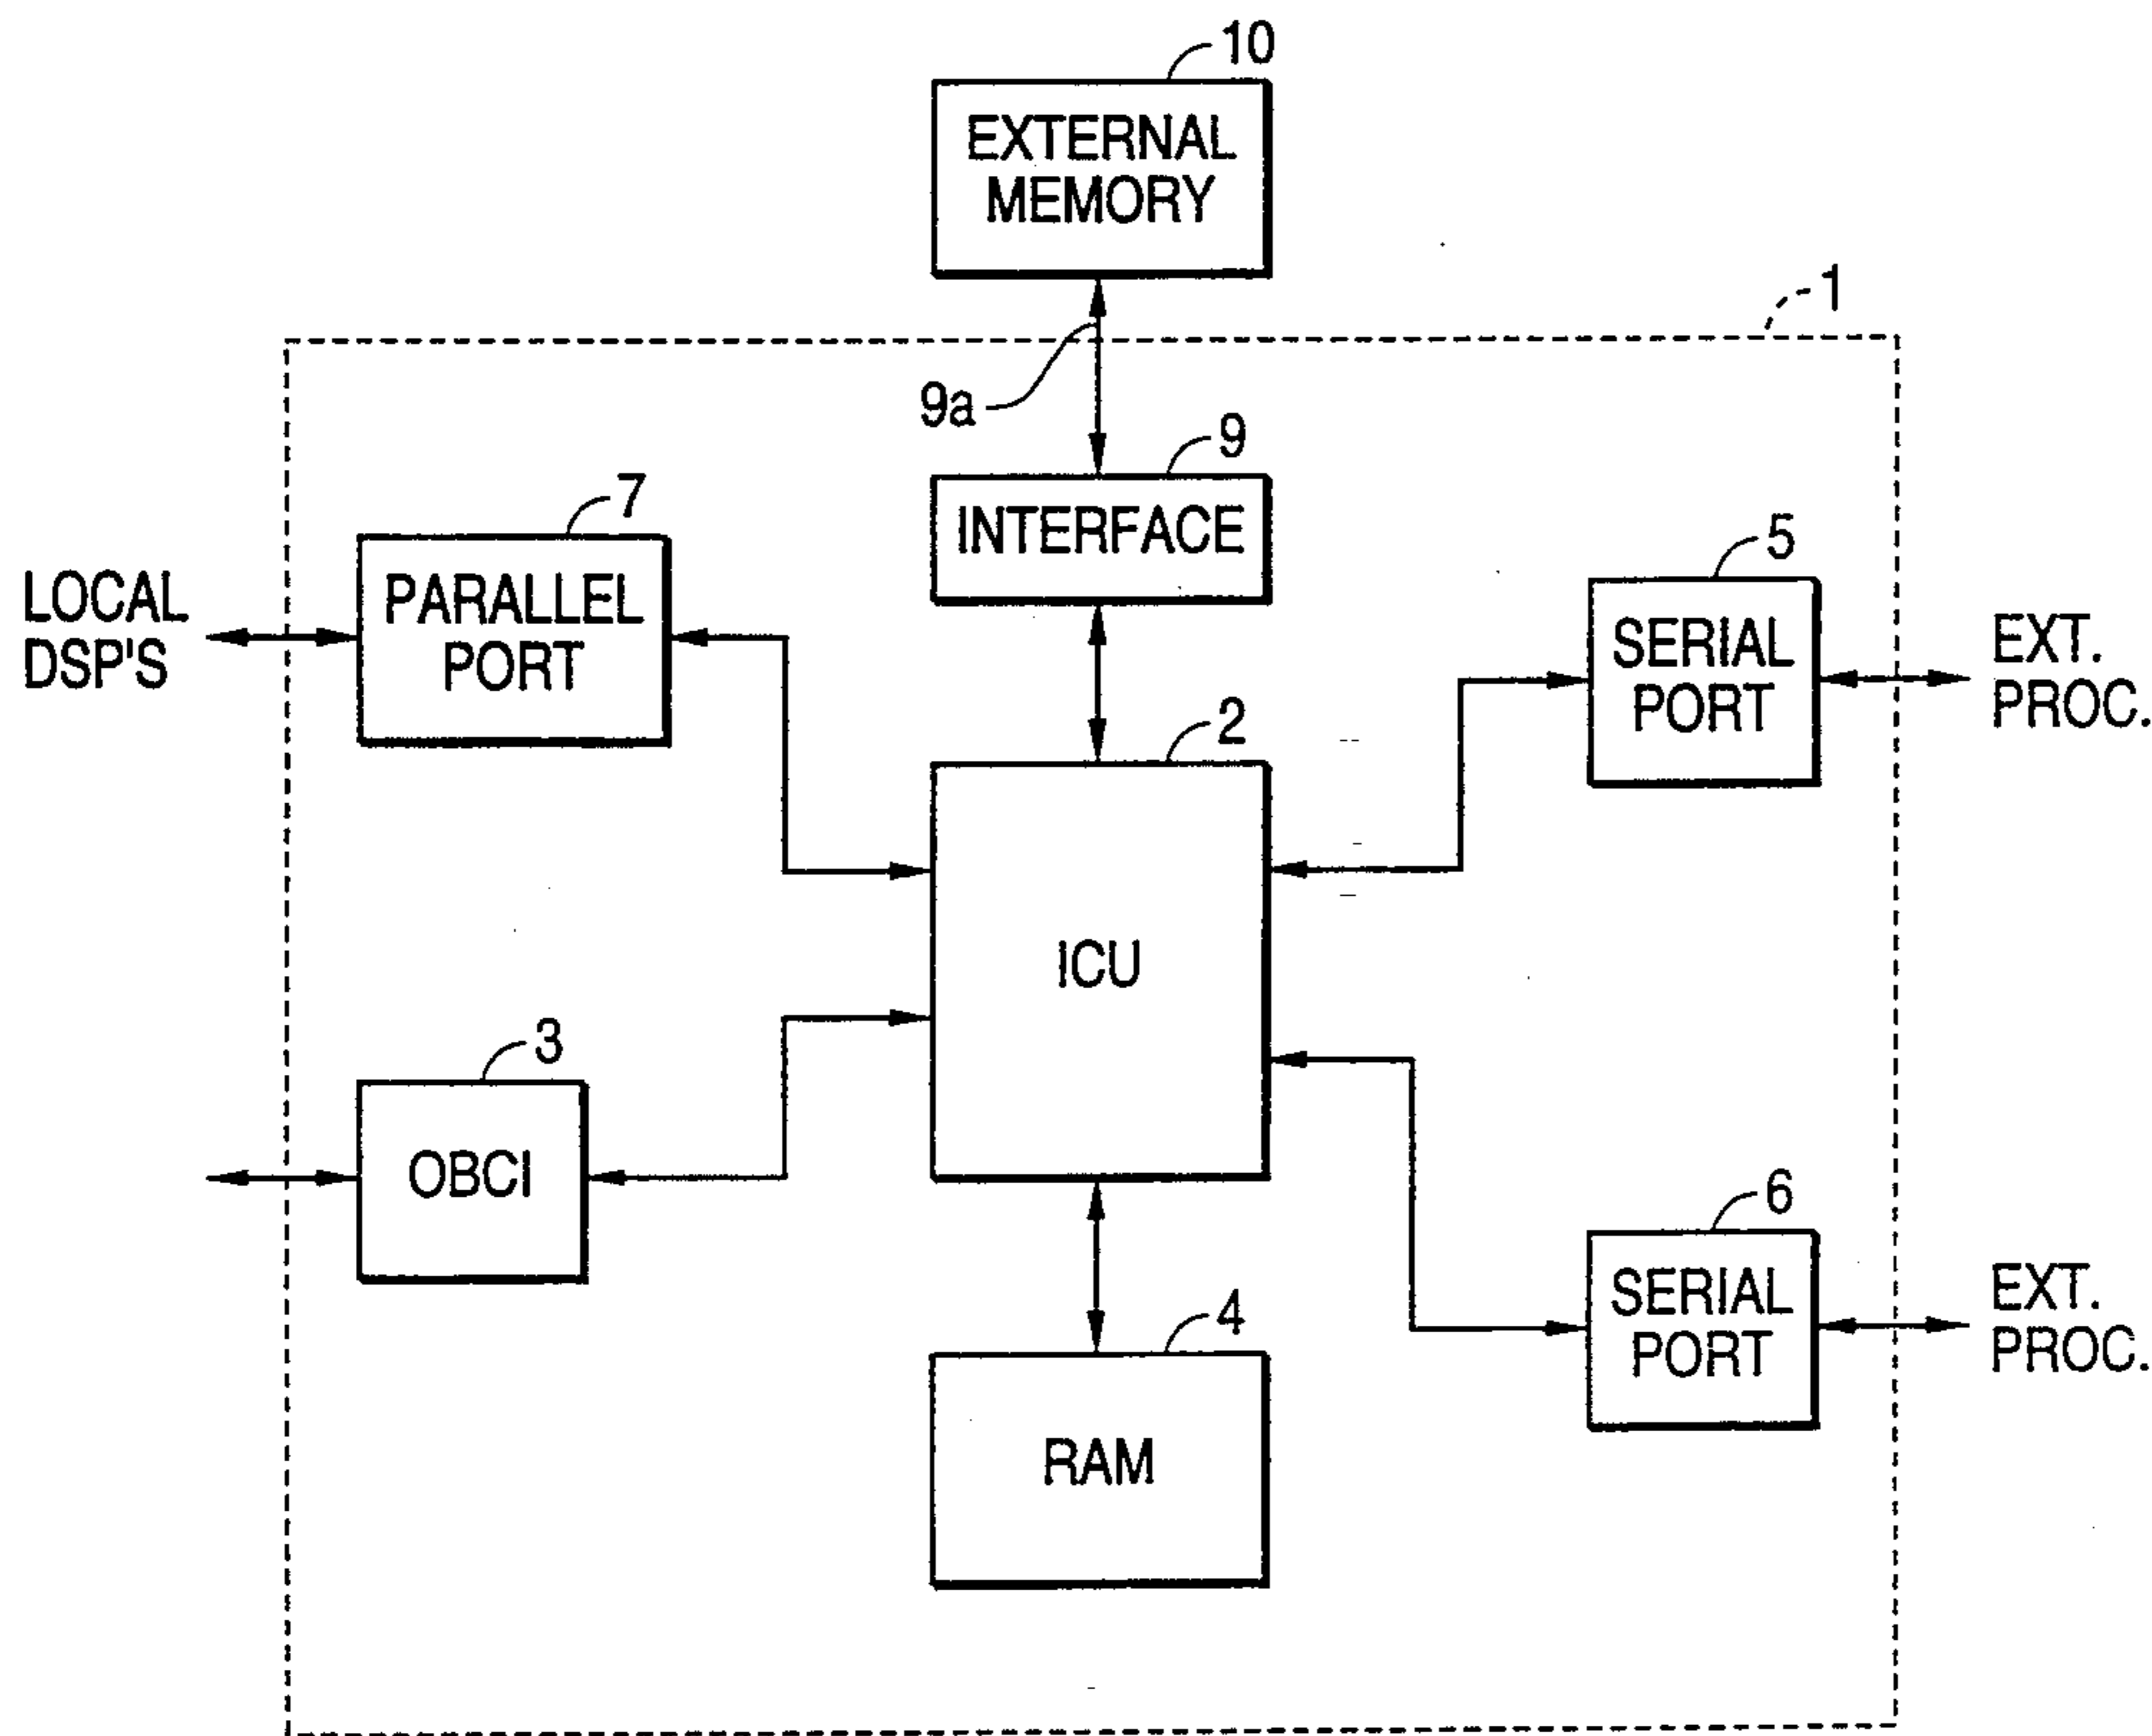 10
EXTERNAL
MEMORY
1
9a
9
INTERFACE
7
PARALLEL
PORT
LOCAL
DSP'S
5
SERIAL
PORT
EXT.
PROC.
2
ICU
3
OBCI
6
SERIAL
PORT
EXT.
PROC.
4
RAM